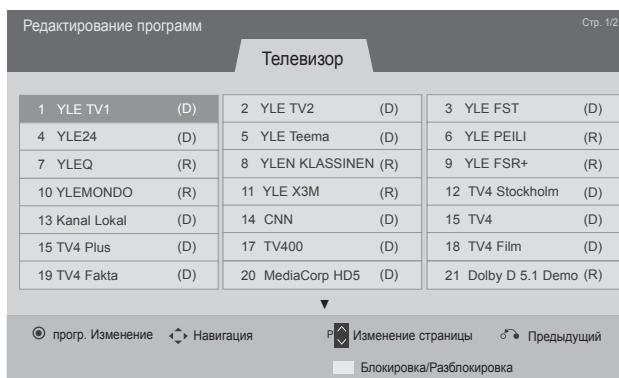 Редактирование программ Стр. 1/2
Телевизор
1 YLE TV1 (D) 2 YLE TV2 (D) 3 YLE FST (D)
4 YLE24 (D) 5 YLE Teema (D) 6 YLE PEILI (R)
7 YLEQ (R) 8 YLEN KLASSINEN (R) 9 YLE FSR+ (R)
10 YLEMONDO (R) 11 YLE X3M (R) 12 TV4 Stockholm (D)
13 Kanal Lokal (D) 14 CNN (D) 15 TV4 (D)
15 TV4 Plus (D) 17 TV400 (D) 18 TV4 Film (D)
19 TV4 Fakta (D) 20 MediaCorp HD5 (D) 21 Dolby D 5.1 Demo (R)
прогр. Изменение Навигация P Изменение страницы Предыдущий
Блокировка/Разблокировка